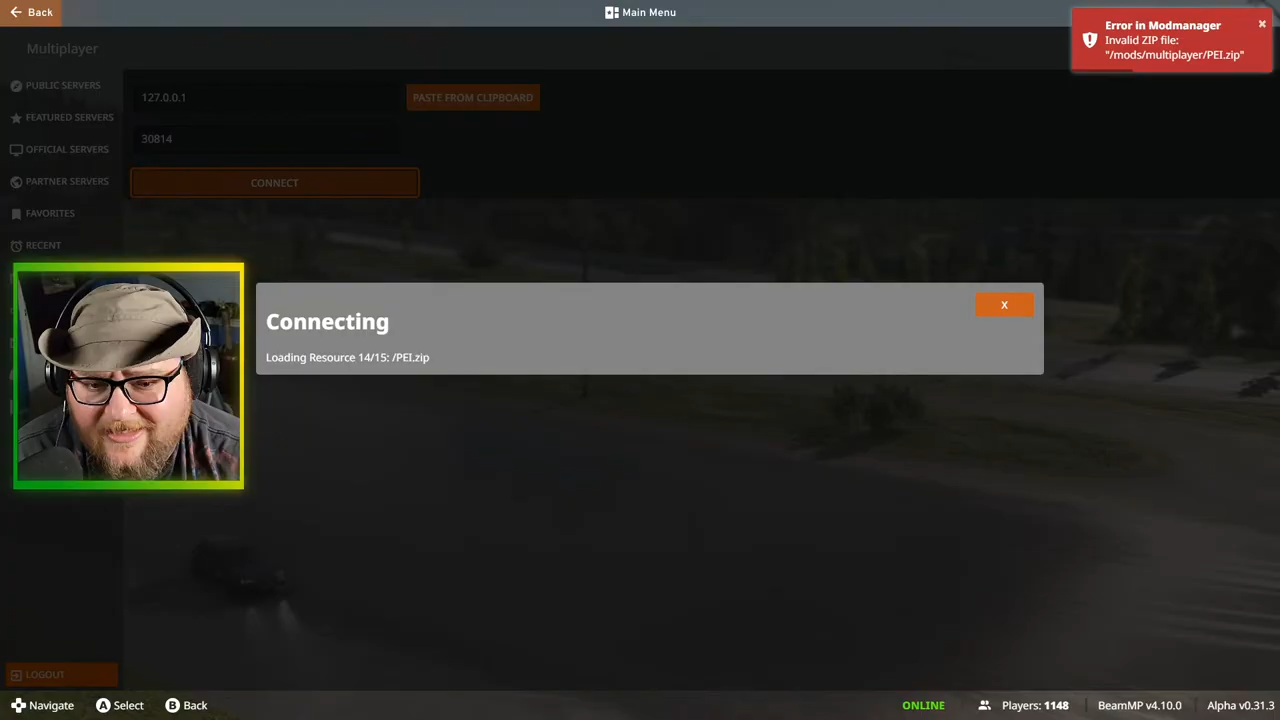 Back
Main Menu
Error in Modmanager
Invalid ZIP file:
"/mods/multiplayer/PEI.zip"
Multiplayer
PUBLIC SERVERS
FEATURED SERVERS
OFFICIAL SERVERS
PARTNER SERVERS
FAVORITES
RECENT
127.0.0.1
PASTE FROM CLIPBOARD
30814
CONNECT
X
Connecting
Loading Resource 14/15: /PEI.zip
LOGOUT
Navigate
A Select
B Back
ONLINE
Players: 1148
BeamMP v4.10.0
Alpha v0.31.3